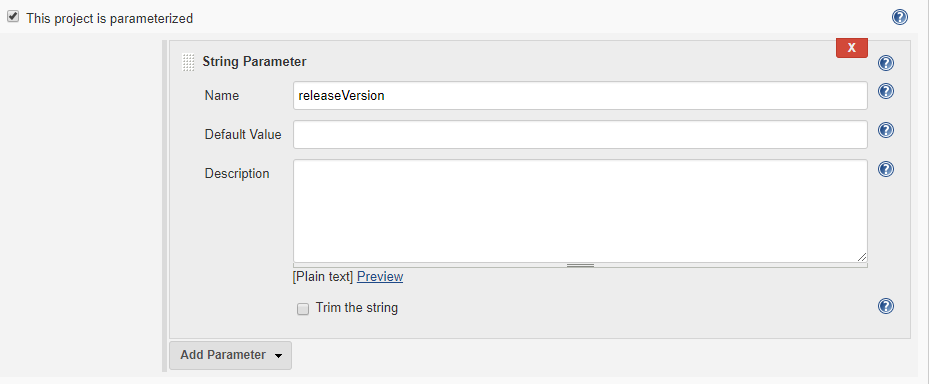 This project is parameterized
?
X
String Parameter
?
Name
releaseVersion
?
Default Value
?
Description
?
[Plain text] Preview
Trim the string
?
Add Parameter